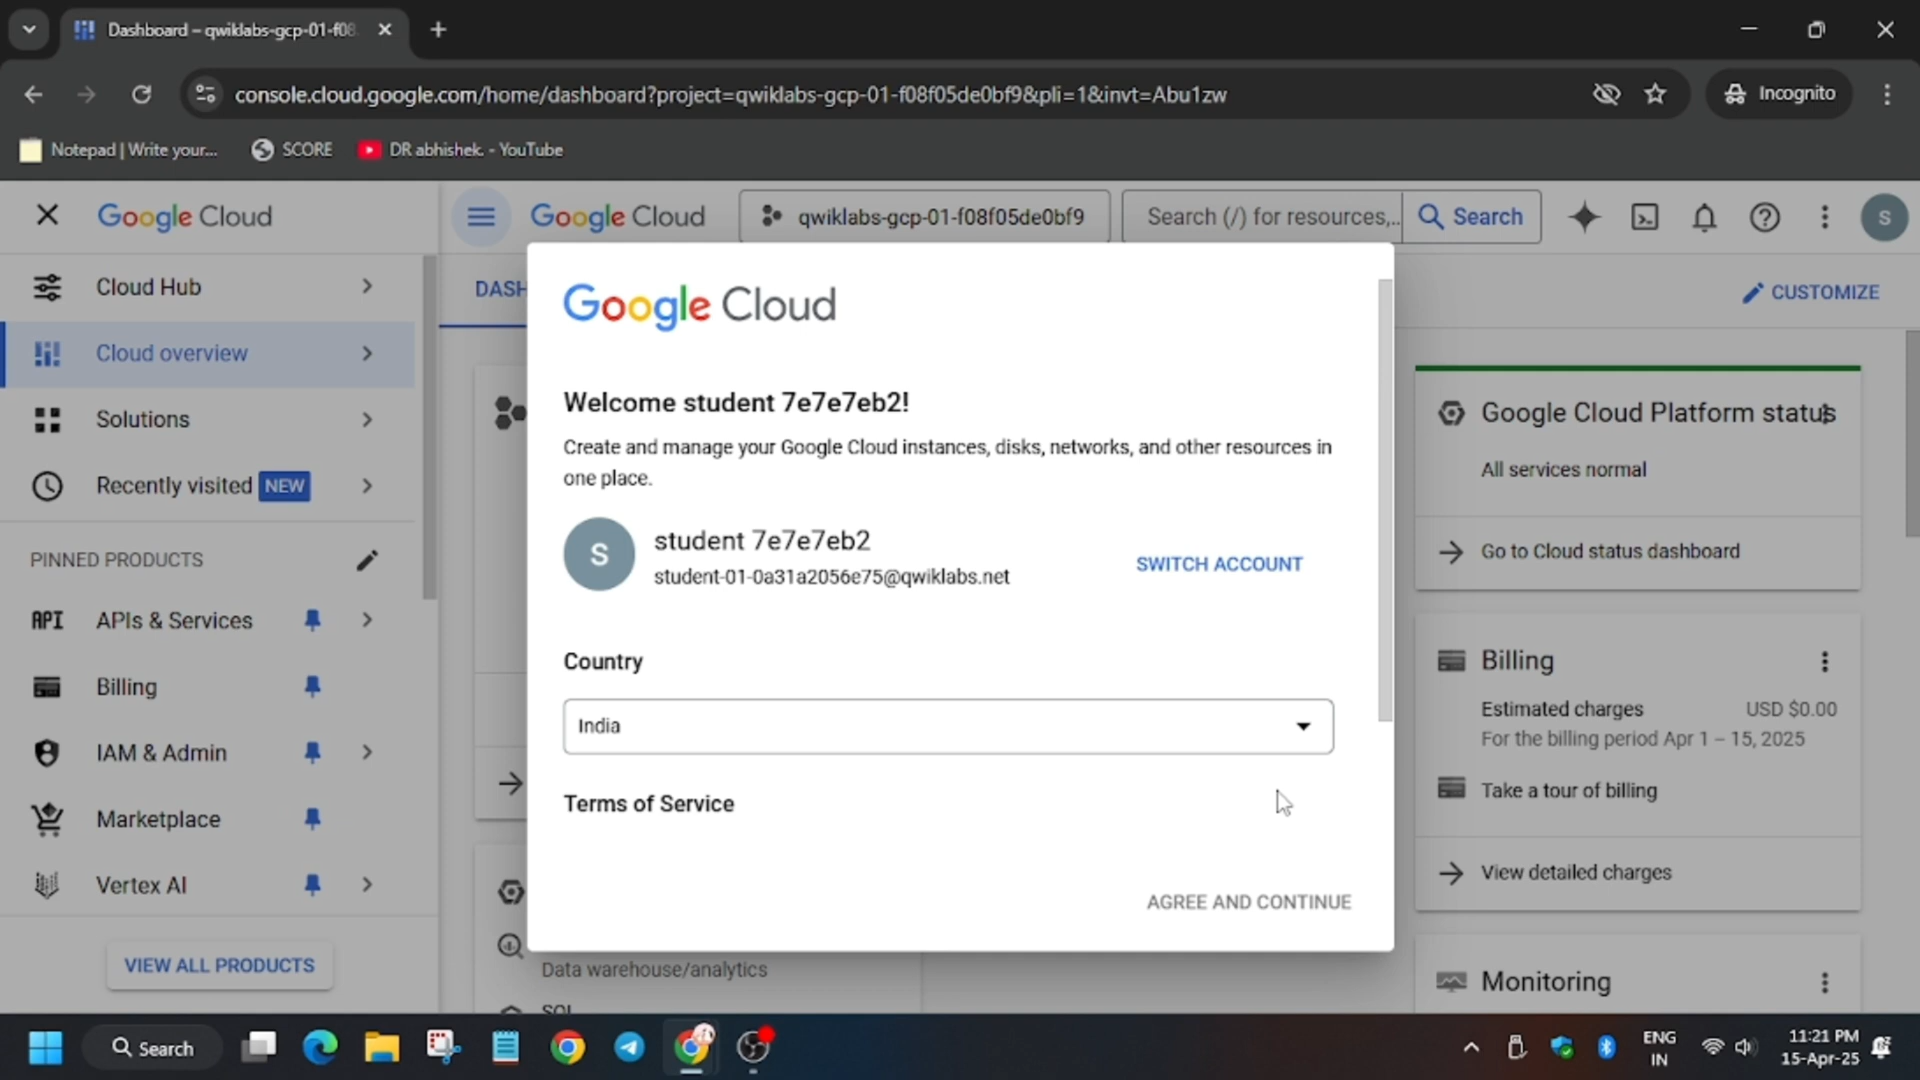 Dashboard – qwiklabs-gcp-01-f08
console.cloud.google.com/home/dashboard?project=qwiklabs-gcp-01-f08f05de0bf9&pli=1&invt=Abu1zw
Incognito
Notepad | Write your...
SCORE
DR abhishek. - YouTube
Google Cloud
Google Cloud
qwiklabs-gcp-01-f08f05de0bf9
Search (/) for resources,...
Search
S
Cloud Hub
Cloud overview
Solutions
Recently visited NEW
PINNED PRODUCTS
API APIs & Services
Billing
IAM & Admin
Marketplace
Vertex AI
VIEW ALL PRODUCTS
DASH
CUSTOMIZE
Google Cloud
Welcome student 7e7e7eb2!
Create and manage your Google Cloud instances, disks, networks, and other resources in
one place.
S
student 7e7e7eb2
student-01-0a31a2056e75@qwiklabs.net
SWITCH ACCOUNT
Country
India
Terms of Service
AGREE AND CONTINUE
Data warehouse/analytics
Google Cloud Platform status
All services normal
Go to Cloud status dashboard
Billing
Estimated charges USD $0.00
For the billing period Apr 1 – 15, 2025
Take a tour of billing
View detailed charges
Monitoring
Search
ENG
IN
11:21 PM
15-Apr-25